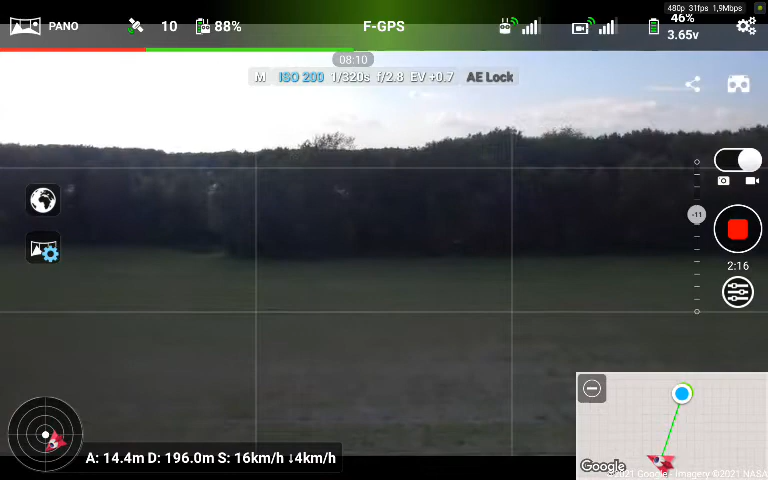 480p 31fps 1,9Mbps
PANO 10 88% F-GPS 46%
3.65v
08:10
M ISO 200 1/320s f/2.8 EV +0.7 AE Lock
-11
2:16
A: 14.4m D: 196.0m S: 16km/h ↓4km/h
Google
©2021 Google - Imagery ©2021 NASA